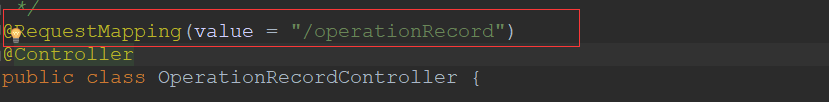 */
@RequestMapping(value = "/operationRecord")
@Controller
public class OperationRecordController {